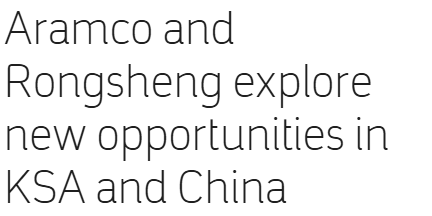 Aramco and
Rongsheng explore
new opportunities in
KSA and China